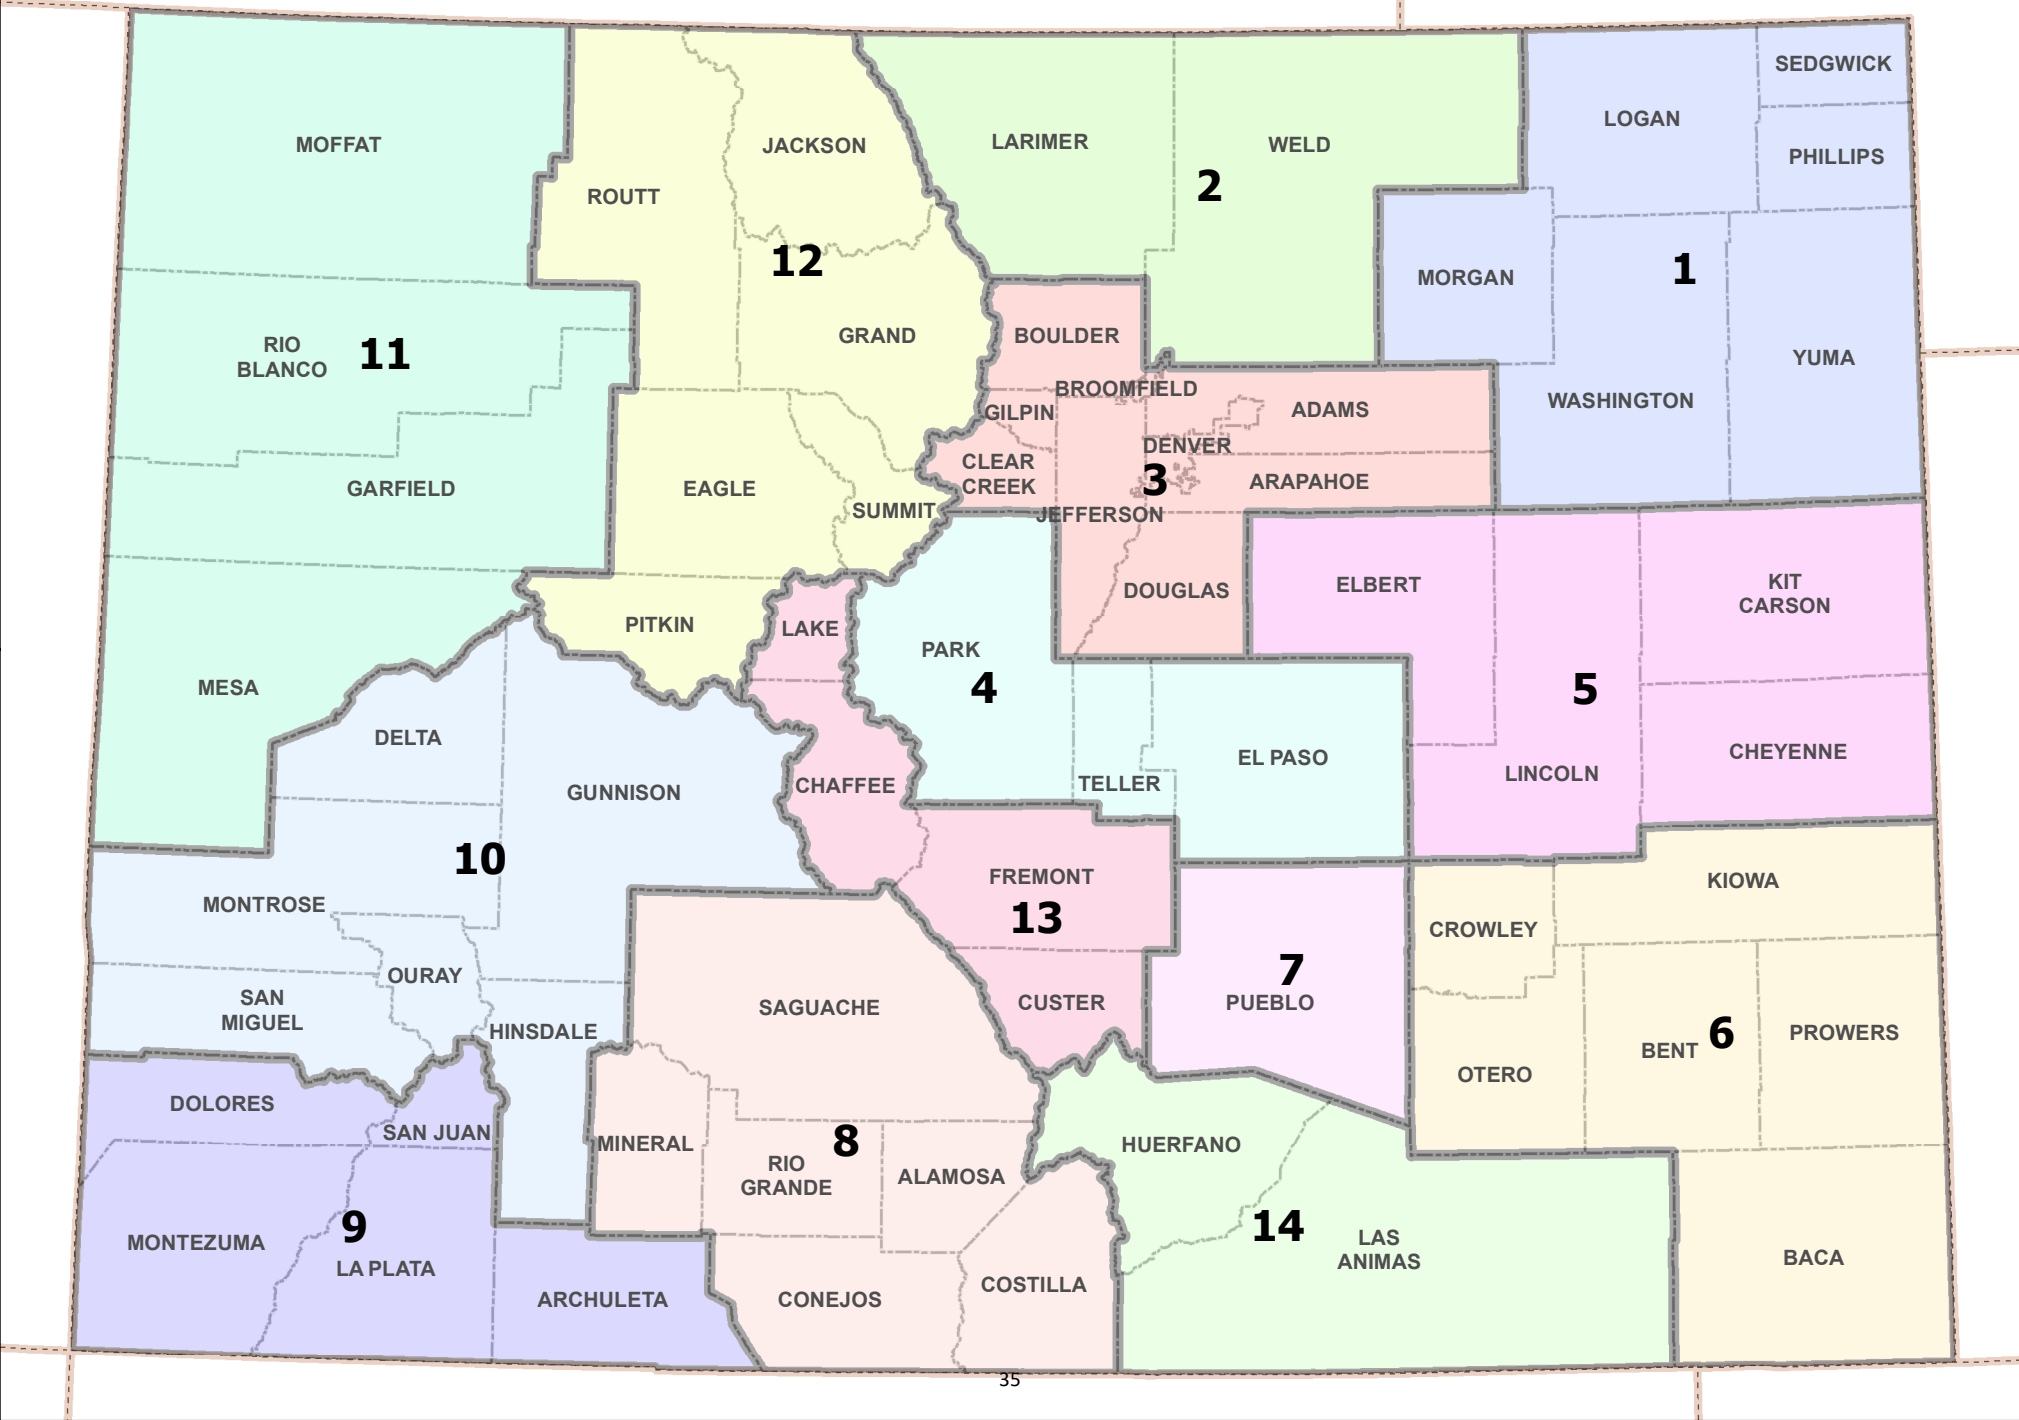 SEDGWICK
LOGAN
MOFFAT
JACKSON
LARIMER
WELD
PHILLIPS
2
ROUTT
12
MORGAN
1
GRAND
BOULDER
RIO
BLANCO
11
YUMA
BROOMFIELD
GILPIN
ADAMS
WASHINGTON
DENVER
CLEAR
CREEK
3
ARAPAHOE
GARFIELD
EAGLE
SUMMIT
JEFFERSON
DOUGLAS
ELBERT
KIT
CARSON
PITKIN
LAKE
PARK
4
5
MESA
DELTA
GUNNISON
CHAFFEE
TELLER
EL PASO
LINCOLN
CHEYENNE
10
FREMONT
13
KIOWA
MONTROSE
CROWLEY
OURAY
7
PUEBLO
SAN
MIGUEL
HINSDALE
SAGUACHE
CUSTER
BENT
6
PROWERS
OTERO
DOLORES
SAN JUAN
MINERAL
8
HUERFANO
RIO
GRANDE
ALAMOSA
MONTEZUMA
9
LA PLATA
14
LAS
ANIMAS
BACA
ARCHULETA
CONEJOS
COSTILLA
35